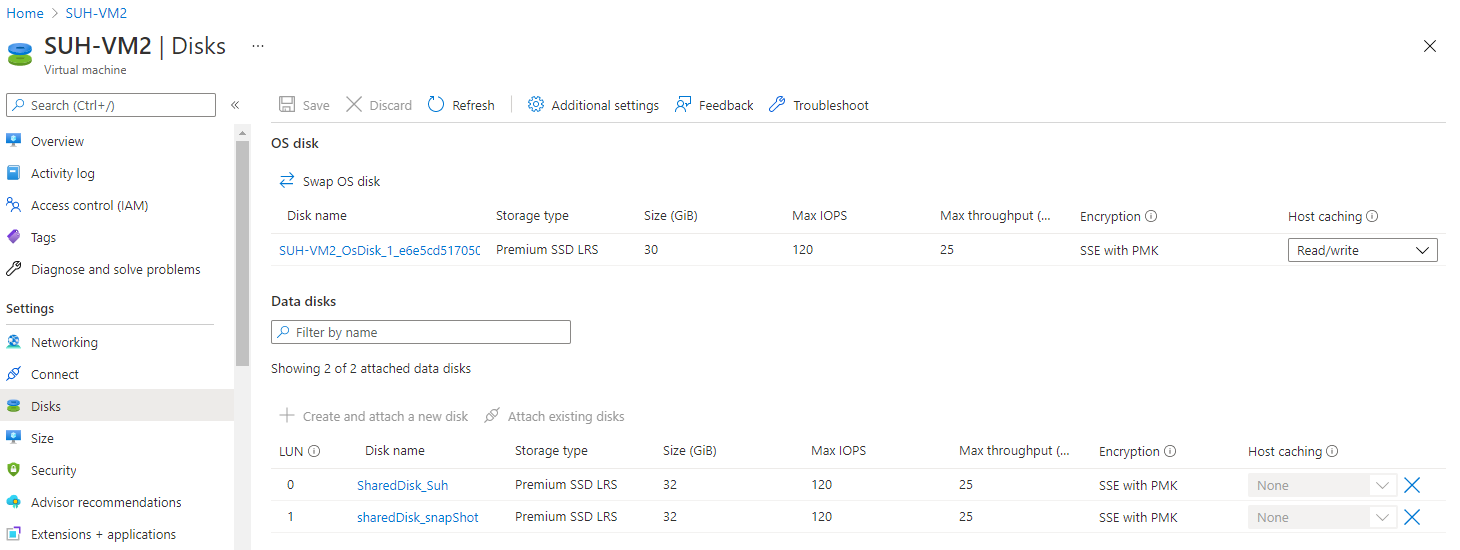 Home > SUH-VM2
SUH-VM2 | Disks ...
Virtual machine
Search (Ctrl+/) «
Save Discard Refresh Additional settings Feedback Troubleshoot
Overview
Activity log
Access control (IAM)
Tags
Diagnose and solve problems
Settings
Networking
Connect
Disks
Size
Security
Advisor recommendations
Extensions + applications
OS disk
Swap OS disk
Disk name Storage type Size (GiB) Max IOPS Max throughput (... Encryption Host caching
SUH-VM2_OsDisk_1_e6e5cd517050 Premium SSD LRS 30 120 25 SSE with PMK Read/write
Data disks
Filter by name
Showing 2 of 2 attached data disks
Create and attach a new disk Attach existing disks
LUN Disk name Storage type Size (GiB) Max IOPS Max throughput (... Encryption Host caching
0 SharedDisk_Suh Premium SSD LRS 32 120 25 SSE with PMK None
1 sharedDisk_snapShot Premium SSD LRS 32 120 25 SSE with PMK None